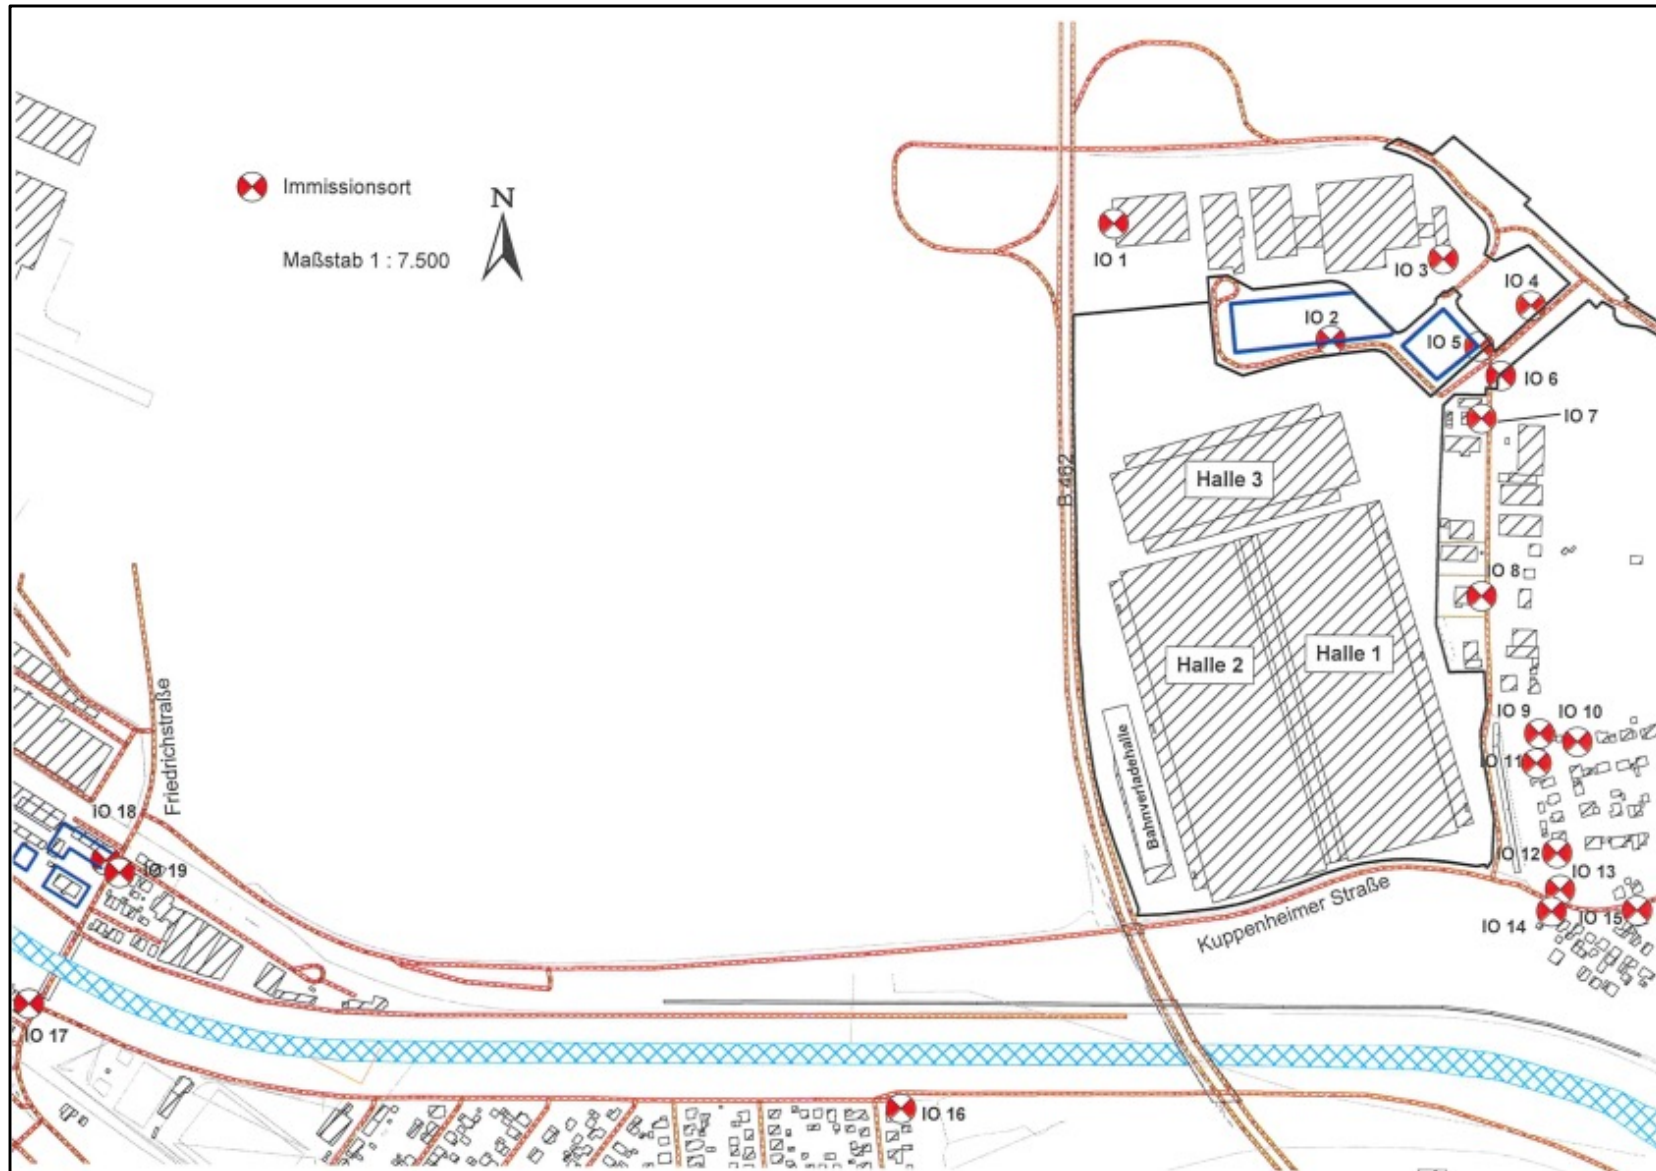 Immissionsort
N
Maßstab 1 : 7.500
IO 1
IO 3
IO 4
IO 2
IO 5
IO 6
IO 7
B 462
Halle 3
IO 8
Halle 2
Halle 1
Friedrichstraße
Bahnverladehalle
IO 9
IO 10
IO 11
IO 18
IO 19
IO 12
IO 13
Kuppenheimer Straße
IO 14
IO 15
IO 17
IO 16